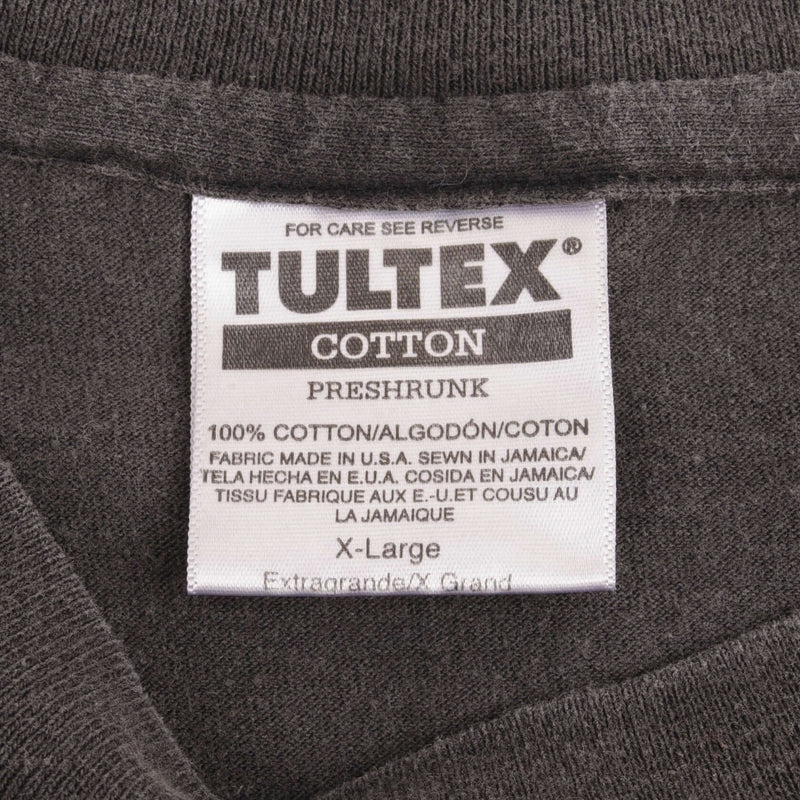 FOR CARE SEE REVERSE
TULTEX®
COTTON
PRESHRUNK
100% COTTON/ALGODÓN/COTON
FABRIC MADE IN U.S.A. SEWN IN JAMAICA/
TELA HECHA EN E.U.A. COSIDA EN JAMAICA/
TISSU FABRIQUE AUX E.-U.ET COUSU AU
LA JAMAIQUE
X-Large
Extragrande/X Grand